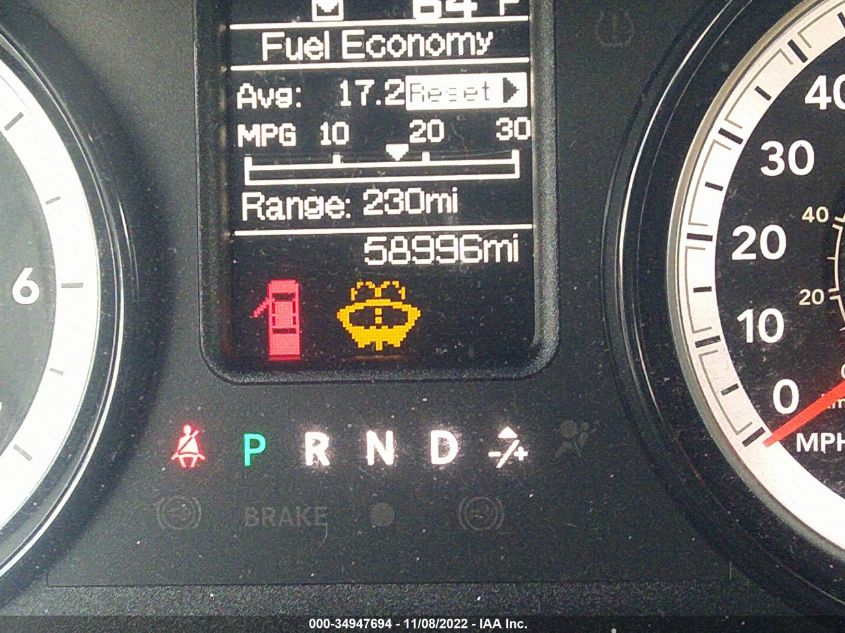 64°F
Fuel Economy
Avg: 17.2 Reset
MPG 10 20 30
Range: 230mi
58996mi
6
40
30
20
10
0
40
20
MPH
P R N D -/+
BRAKE
000-34947694 - 11/08/2022 - IAA Inc.